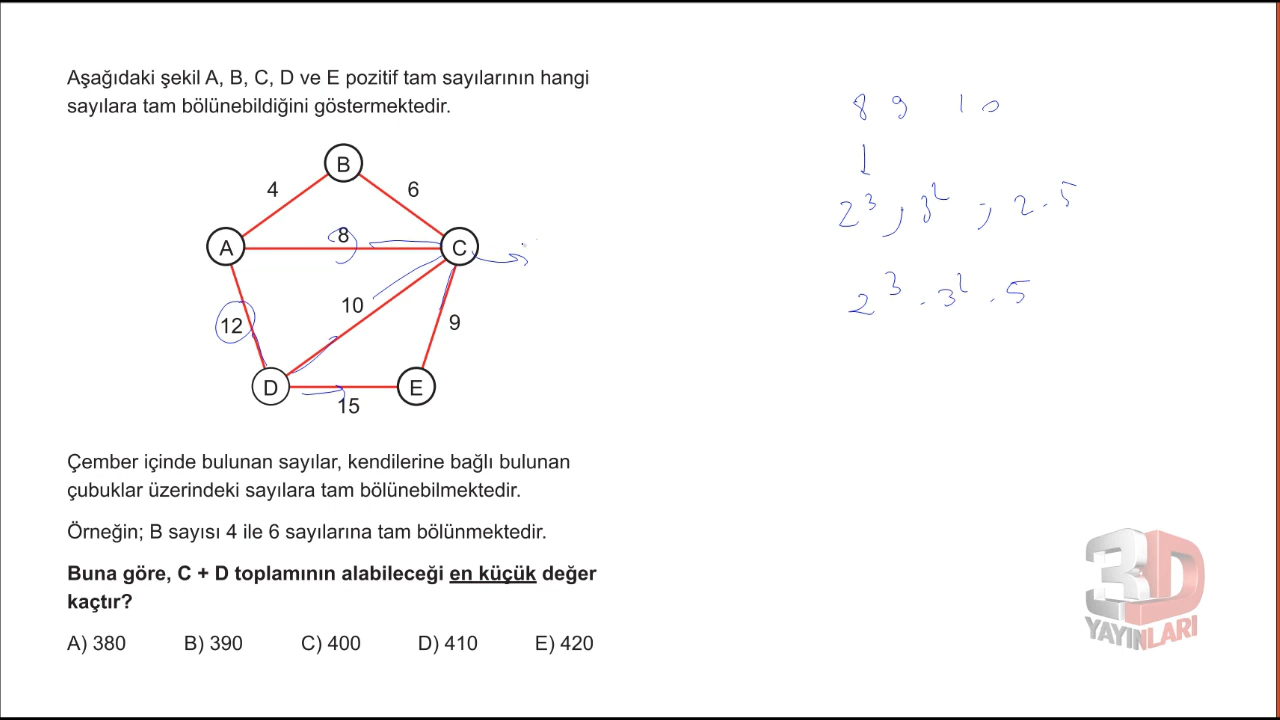 Aşağıdaki şekil A, B, C, D ve E pozitif tam sayılarının hangi
sayılara tam bölünebildiğini göstermektedir.
B
4
6
A
8
C
12
10
9
D
15
E
Çember içinde bulunan sayılar, kendilerine bağlı bulunan
çubuklar üzerindeki sayılara tam bölünebilmektedir.
Örneğin; B sayısı 4 ile 6 sayılarına tam bölünmektedir.
Buna göre, C + D toplamının alabileceği en küçük değer
kaçtır?
A) 380 B) 390 C) 400 D) 410 E) 420
8 9 10
2³ ; 3² ; 2 . 5
2³ . 3² . 5
3D
YAYINLARI